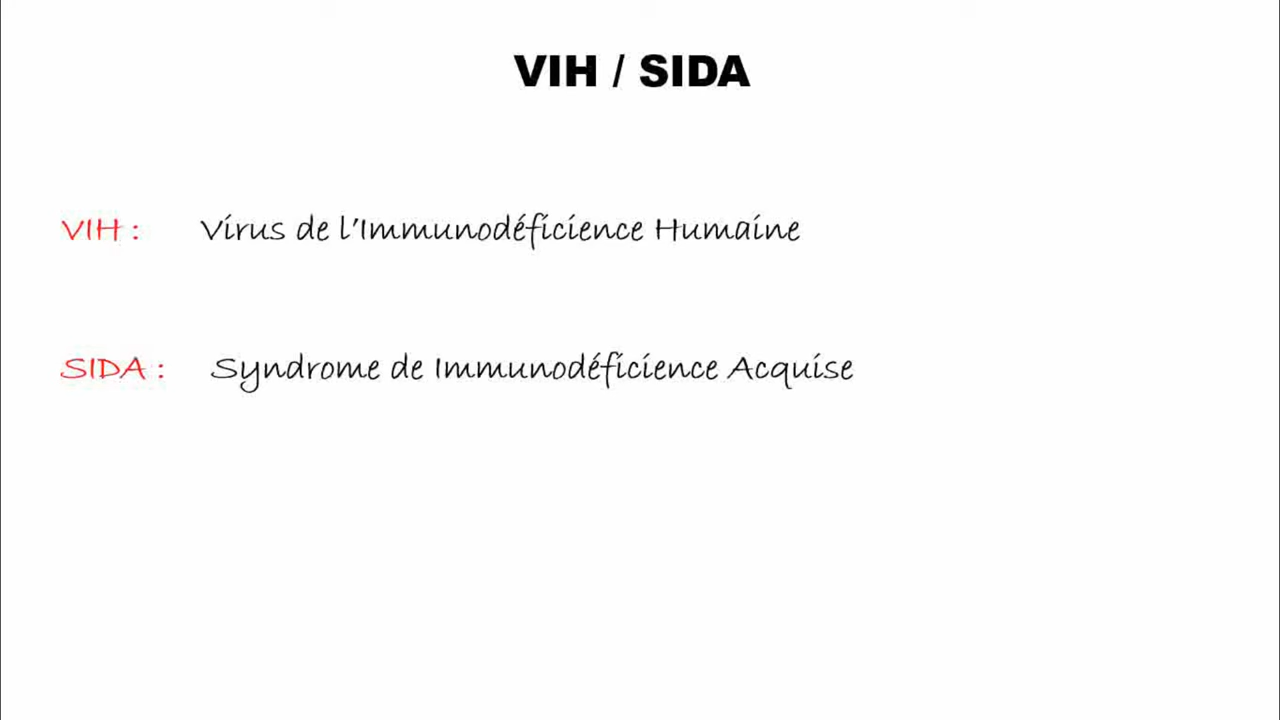 VIH / SIDA
VIH : Virus de l'Immunodéficience Humaine
SIDA : Syndrome de Immunodéficience Acquise